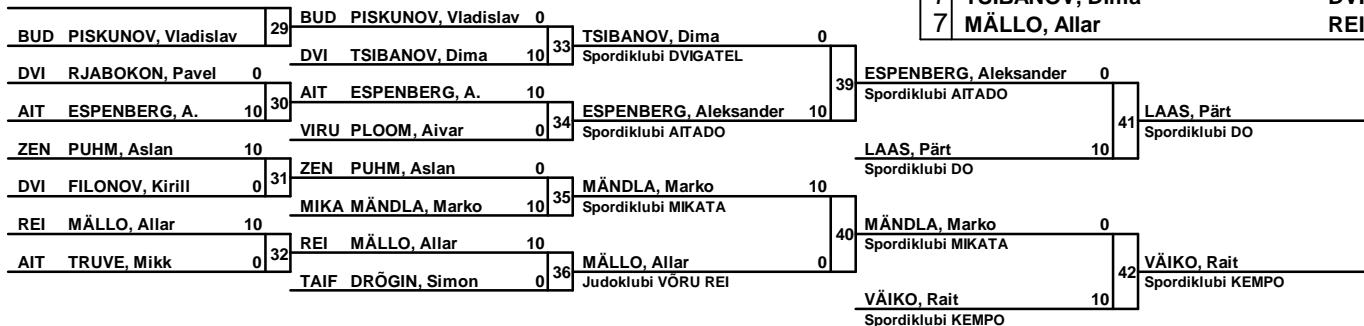 BUD PISKUNOV, Vladislav
29
DVI RJABOKON, Pavel 0
AIT ESPENBERG, A. 10
30
ZEN PUHM, Aslan 10
DVI FILONOV, Kirill 0
31
REI MÄLLO, Allar 10
AIT TRUVE, Mikk 0
32
BUD PISKUNOV, Vladislav 0
DVI TSIBANOV, Dima 10
33
AIT ESPENBERG, A. 10
VIRU PLOOM, Aivar 0
34
ZEN PUHM, Aslan 0
MIKA MÄNDLA, Marko 10
35
REI MÄLLO, Allar 10
TAIF DRÕGIN, Simon 0
36
TSIBANOV, Dima 0
Spordiklubi DVIGATEL
ESPENBERG, Aleksander 10
Spordiklubi AITADO
39
MÄNDLA, Marko 10
Spordiklubi MIKATA
MÄLLO, Allar 0
Judoklubi VÕRU REI
40
ESPENBERG, Aleksander 0
Spordiklubi AITADO
LAAS, Pärt 10
Spordiklubi DO
41
MÄNDLA, Marko 0
Spordiklubi MIKATA
VÄIKO, Rait 10
Spordiklubi KEMPO
42
LAAS, Pärt
Spordiklubi DO
VÄIKO, Rait
Spordiklubi KEMPO
7 TSIBANOV, Dima DVI
7 MÄLLO, Allar REI